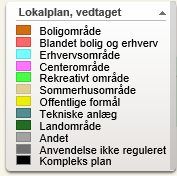 Lokalplan, vedtaget
Boligområde
Blandet bolig og erhverv
Erhvervsområde
Centerområde
Rekreativt område
Sommerhusområde
Offentlige formål
Tekniske anlæg
Landområde
Andet
Anvendelse ikke reguleret
Kompleks plan